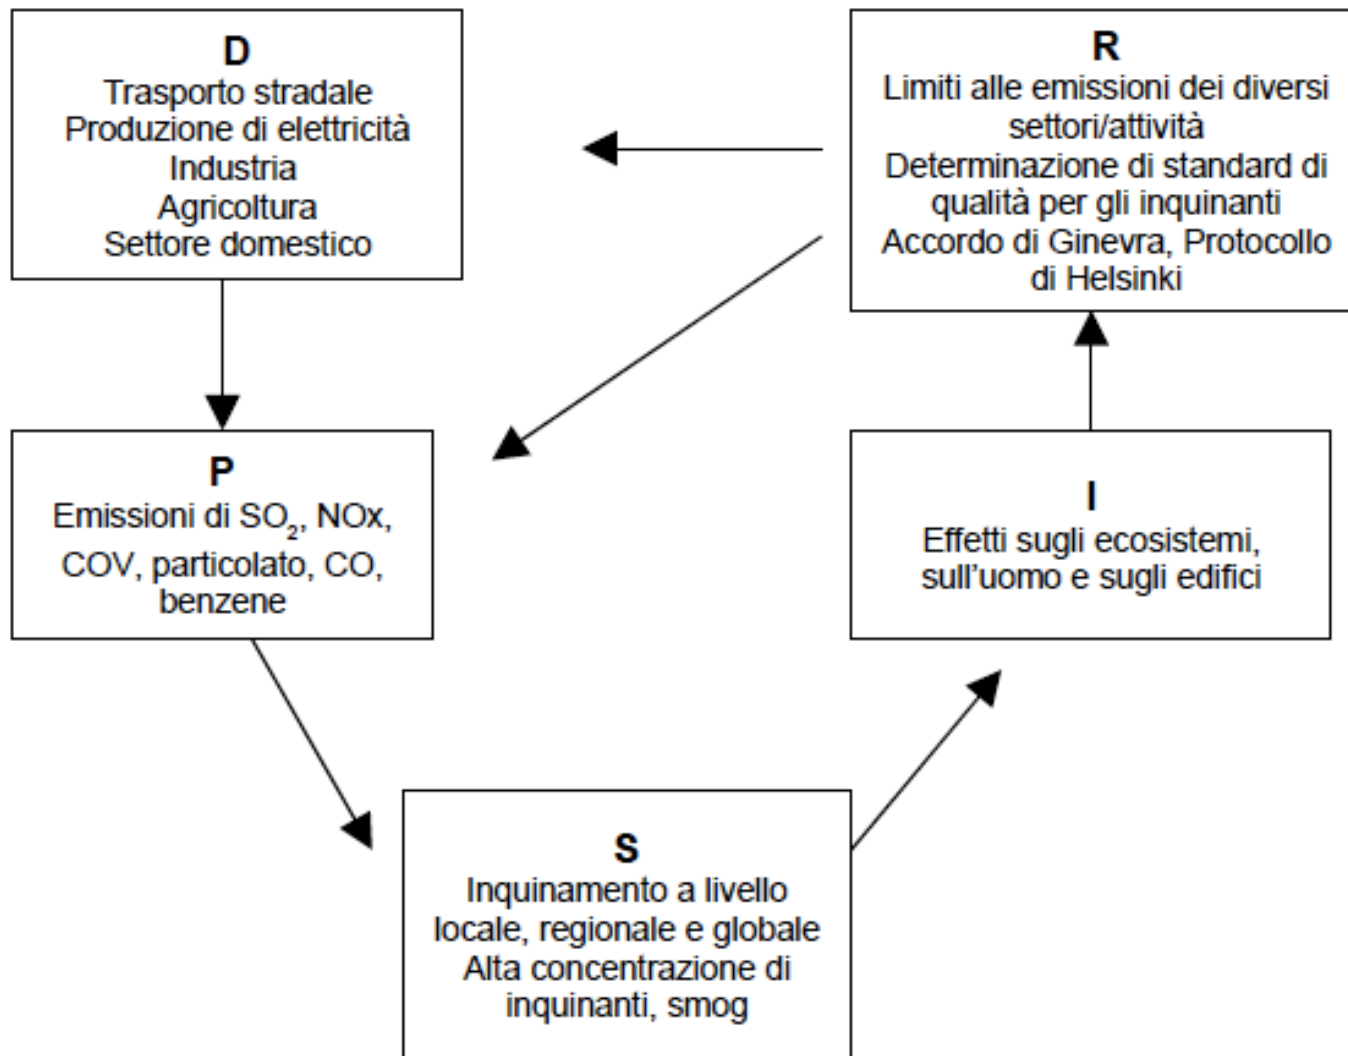 D
Trasporto stradale
Produzione di elettricità
Industria
Agricoltura
Settore domestico
R
Limiti alle emissioni dei diversi
settori/attività
Determinazione di standard di
qualità per gli inquinanti
Accordo di Ginevra, Protocollo
di Helsinki
P
Emissioni di SO₂, NOx,
COV, particolato, CO,
benzene
I
Effetti sugli ecosistemi,
sull'uomo e sugli edifici
S
Inquinamento a livello
locale, regionale e globale
Alta concentrazione di
inquinanti, smog